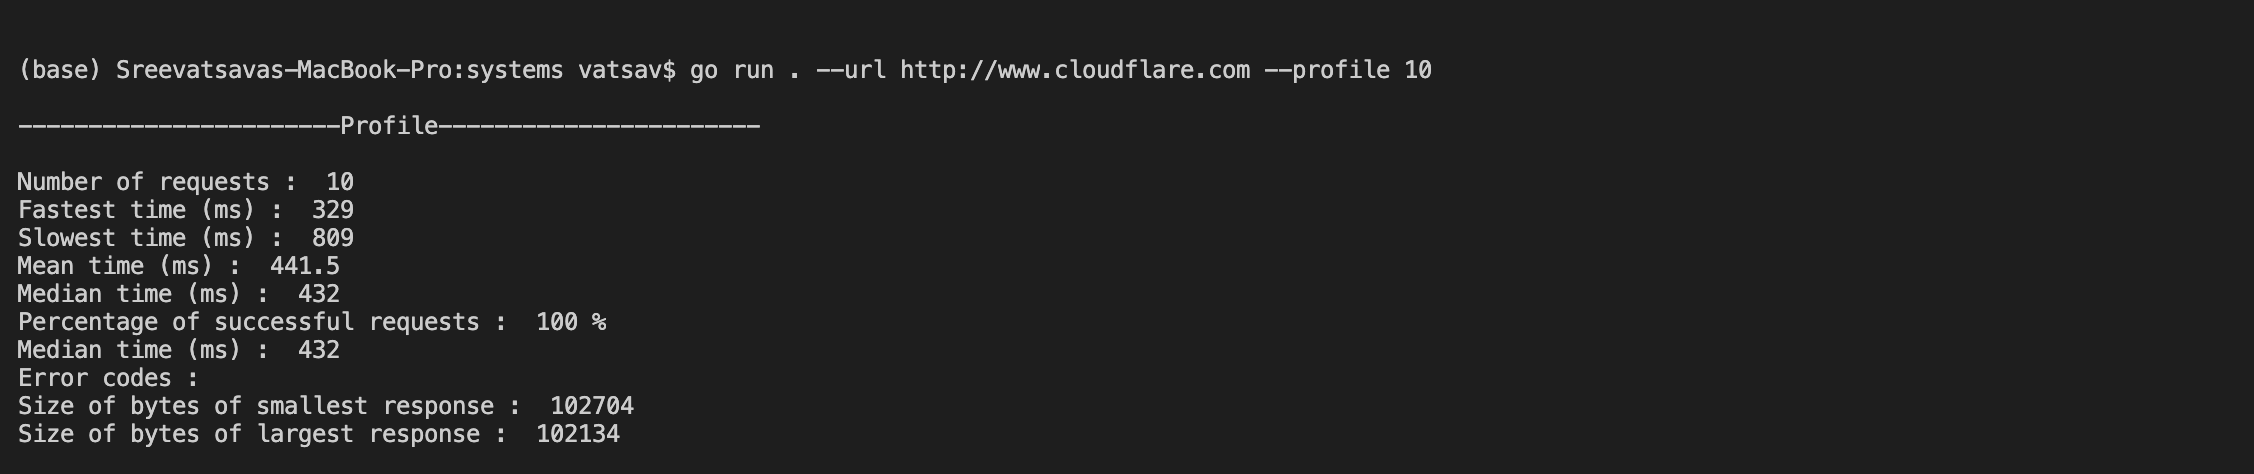 (base) Sreevatsavas-MacBook-Pro:systems vatsav$ go run . --url http://www.cloudflare.com --profile 10
-----------------------Profile-----------------------
Number of requests :  10
Fastest time (ms) :  329
Slowest time (ms) :  809
Mean time (ms) :  441.5
Median time (ms) :  432
Percentage of successful requests :  100 %
Median time (ms) :  432
Error codes :
Size of bytes of smallest response :  102704
Size of bytes of largest response :  102134